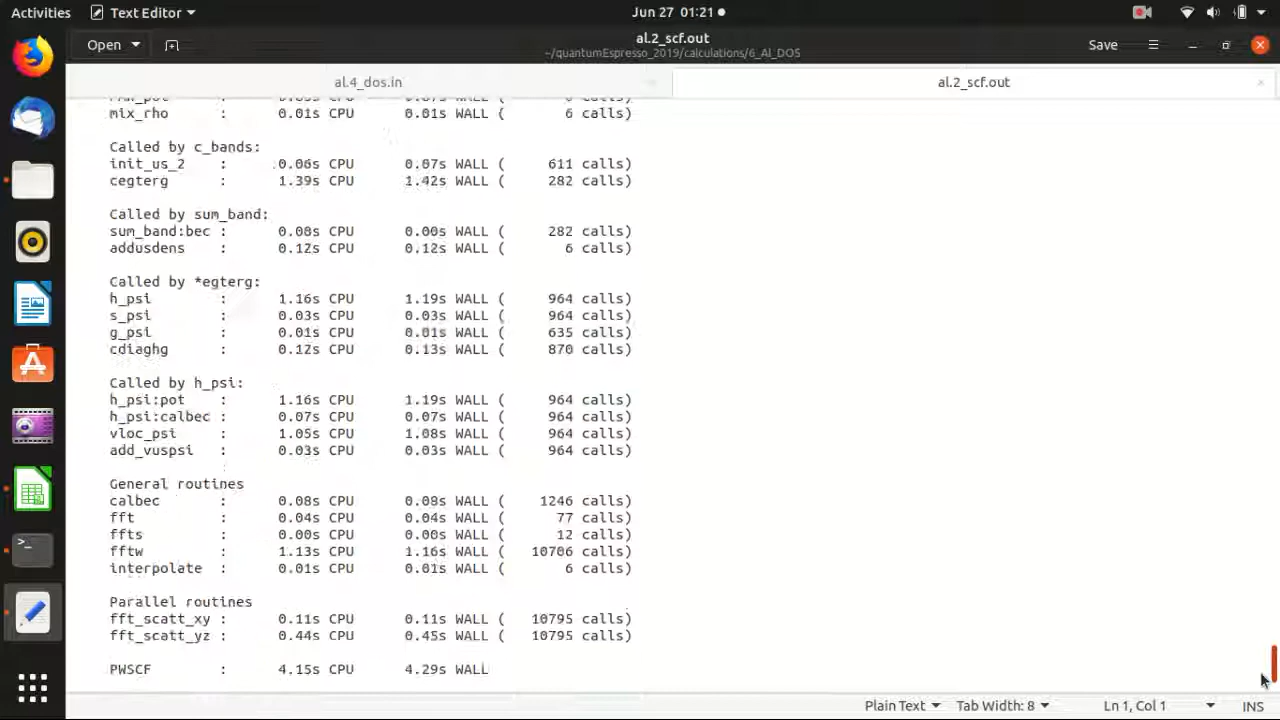 Activities Text Editor Jun 27 01:21
Open al.2_scf.out Save
~/quantumEspresso_2019/calculations/6_Al_DOS
al.4_dos.in al.2_scf.out
mix_rho : 0.01s CPU 0.01s WALL ( 6 calls)
Called by c_bands:
init_us_2 : 0.06s CPU 0.07s WALL ( 611 calls)
cegterg : 1.39s CPU 1.42s WALL ( 282 calls)
Called by sum_band:
sum_band:bec : 0.00s CPU 0.00s WALL ( 282 calls)
addusdens : 0.12s CPU 0.12s WALL ( 6 calls)
Called by *egterg:
h_psi : 1.16s CPU 1.19s WALL ( 964 calls)
s_psi : 0.03s CPU 0.03s WALL ( 964 calls)
g_psi : 0.01s CPU 0.01s WALL ( 635 calls)
cdiaghg : 0.12s CPU 0.13s WALL ( 870 calls)
Called by h_psi:
h_psi:pot : 1.16s CPU 1.19s WALL ( 964 calls)
h_psi:calbec : 0.07s CPU 0.07s WALL ( 964 calls)
vloc_psi : 1.05s CPU 1.08s WALL ( 964 calls)
add_vuspsi : 0.03s CPU 0.03s WALL ( 964 calls)
General routines
calbec : 0.08s CPU 0.08s WALL ( 1246 calls)
fft : 0.04s CPU 0.04s WALL ( 77 calls)
ffts : 0.00s CPU 0.00s WALL ( 12 calls)
fftw : 1.13s CPU 1.16s WALL ( 10706 calls)
interpolate : 0.01s CPU 0.01s WALL ( 6 calls)
Parallel routines
fft_scatt_xy : 0.11s CPU 0.11s WALL ( 10795 calls)
fft_scatt_yz : 0.44s CPU 0.45s WALL ( 10795 calls)
PWSCF : 4.15s CPU 4.29s WALL
Plain Text Tab Width: 8 Ln 1, Col 1 INS